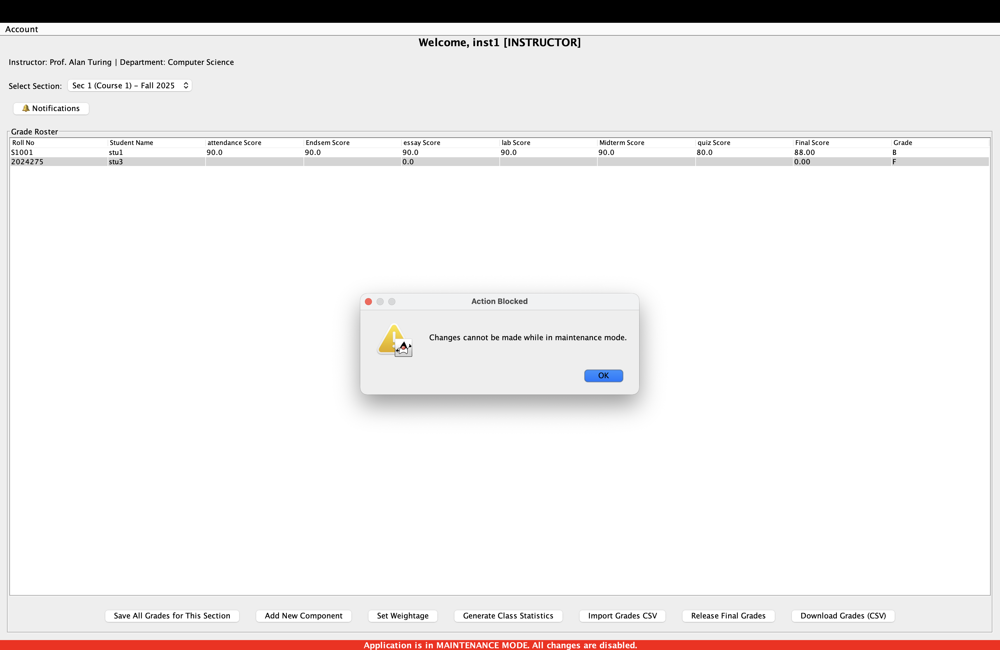 Account
Welcome, inst1 [INSTRUCTOR]
Instructor: Prof. Alan Turing | Department: Computer Science
Select Section: Sec 1 (Course 1) – Fall 2025
Notifications
Grade Roster
Roll No Student Name attendance Score Endsem Score essay Score lab Score Midterm Score quiz Score Final Score Grade
S1001 stu1 90.0 90.0 90.0 90.0 90.0 80.0 88.00 B
2024275 stu3 0.0 0.00 F
Action Blocked
Changes cannot be made while in maintenance mode.
OK
Save All Grades for This Section Add New Component Set Weightage Generate Class Statistics Import Grades CSV Release Final Grades Download Grades (CSV)
Application is in MAINTENANCE MODE. All changes are disabled.